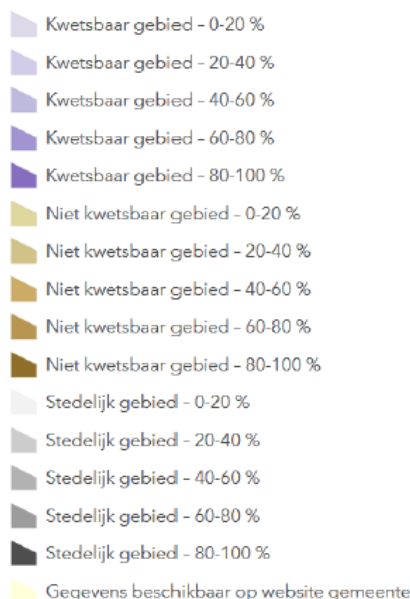 Kwetsbaar gebied – 0-20 %
Kwetsbaar gebied – 20-40 %
Kwetsbaar gebied – 40-60 %
Kwetsbaar gebied – 60-80 %
Kwetsbaar gebied – 80-100 %
Niet kwetsbaar gebied – 0-20 %
Niet kwetsbaar gebied – 20-40 %
Niet kwetsbaar gebied – 40-60 %
Niet kwetsbaar gebied – 60-80 %
Niet kwetsbaar gebied – 80-100 %
Stedelijk gebied – 0-20 %
Stedelijk gebied – 20-40 %
Stedelijk gebied – 40-60 %
Stedelijk gebied – 60-80 %
Stedelijk gebied – 80-100 %
Gegevens beschikbaar op website gemeente